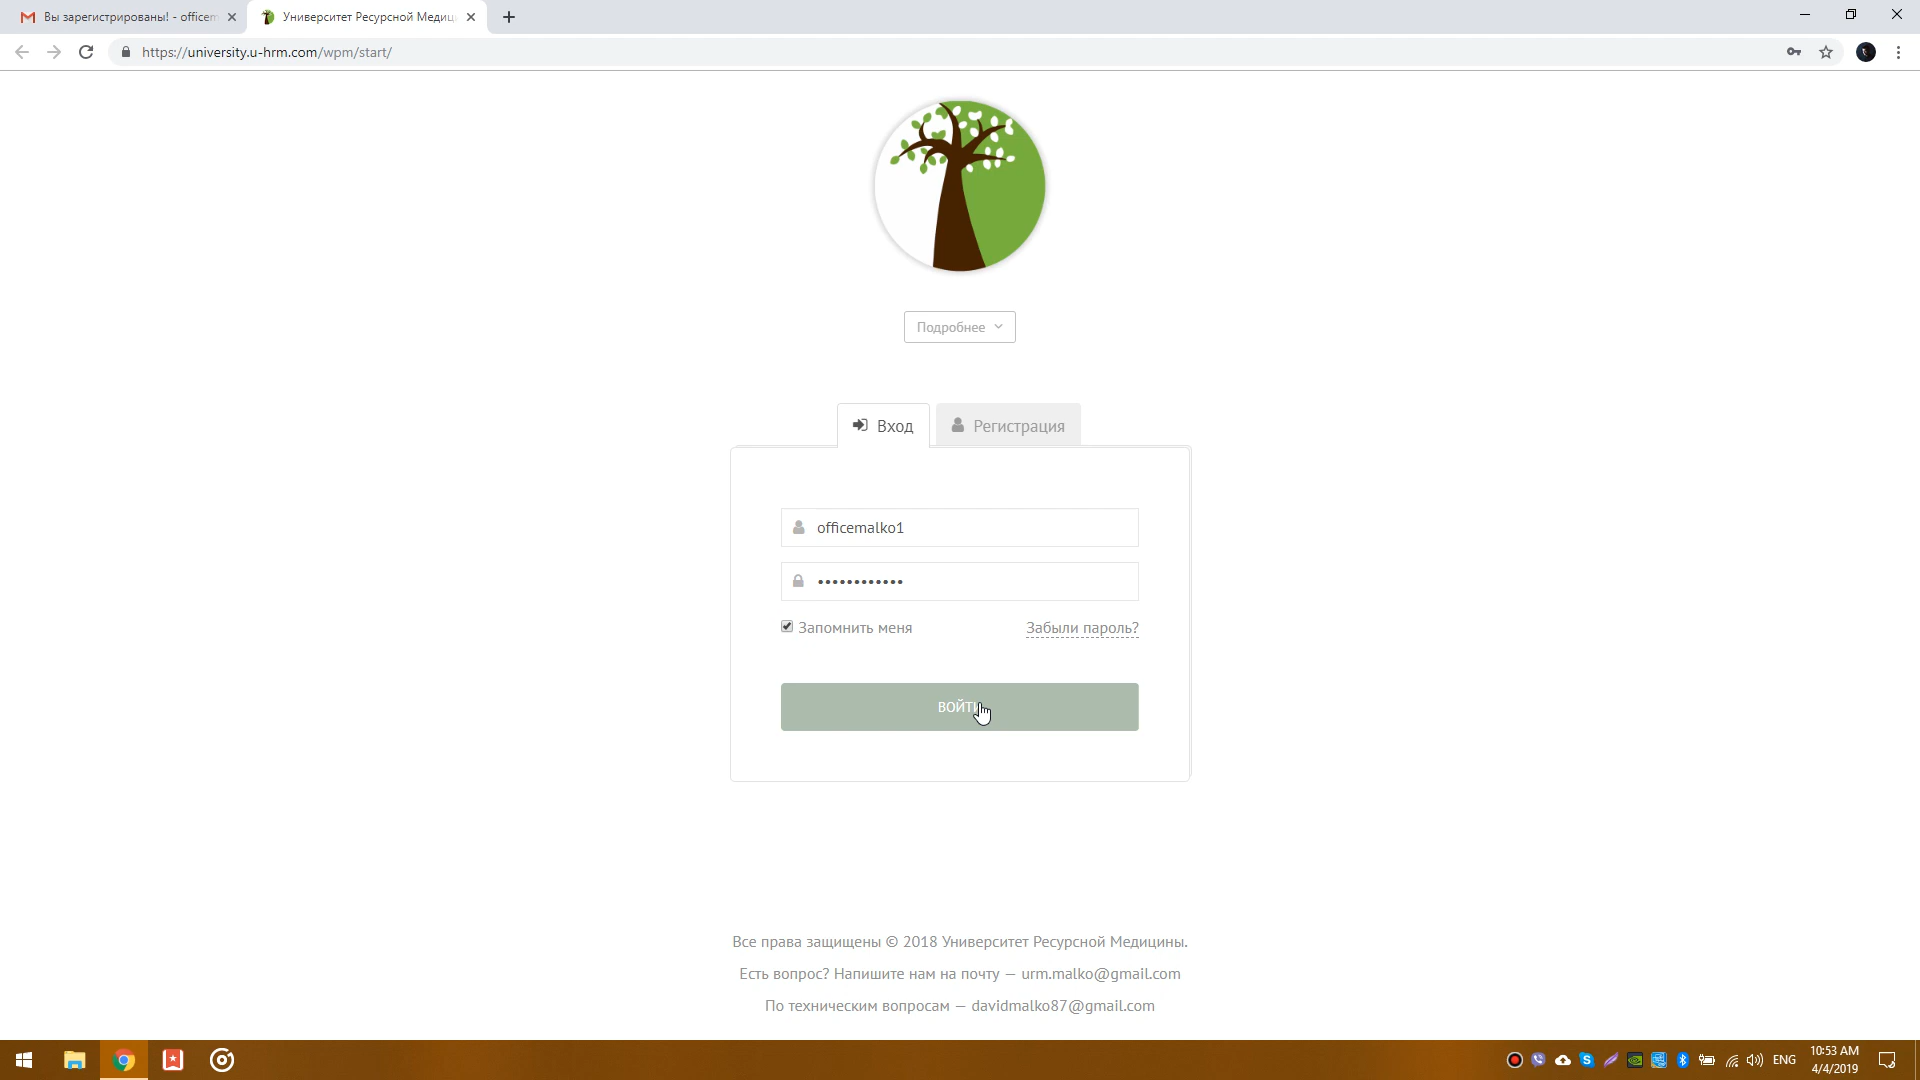 Вы зарегистрированы! - officem
Университет Ресурсной Медиц
https://university.u-hrm.com/wpm/start/
Подробнее
Вход
Регистрация
officemalko1
••••••••••••
Запомнить меня
Забыли пароль?
ВОЙТИ
Все права защищены © 2018 Университет Ресурсной Медицины.
Есть вопрос? Напишите нам на почту — urm.malko@gmail.com
По техническим вопросам — davidmalko87@gmail.com
ENG
10:53 AM
4/4/2019